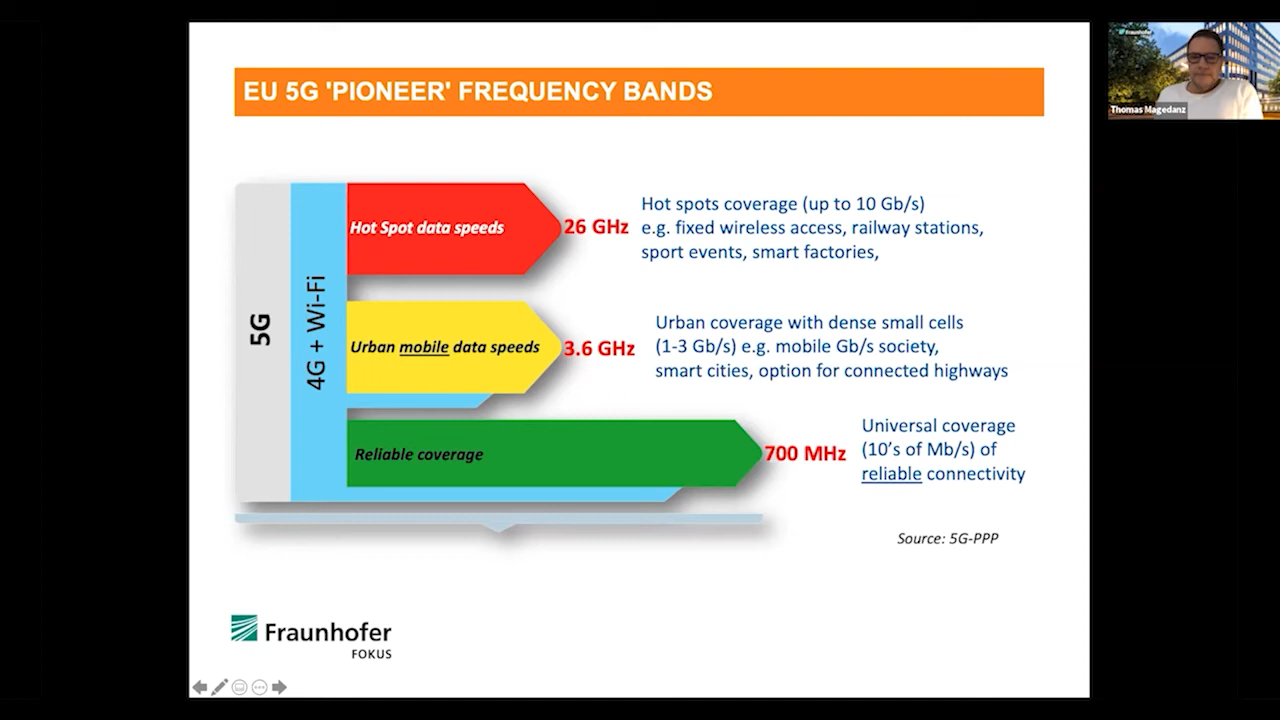 EU 5G 'PIONEER' FREQUENCY BANDS
Fraunhofer
Thomas Magedanz
5G
4G + Wi-Fi
Hot Spot data speeds
26 GHz
Hot spots coverage (up to 10 Gb/s)
e.g. fixed wireless access, railway stations,
sport events, smart factories,
Urban mobile data speeds
3.6 GHz
Urban coverage with dense small cells
(1-3 Gb/s) e.g. mobile Gb/s society,
smart cities, option for connected highways
Reliable coverage
700 MHz
Universal coverage
(10's of Mb/s) of
reliable connectivity
Source: 5G-PPP
Fraunhofer
FOKUS